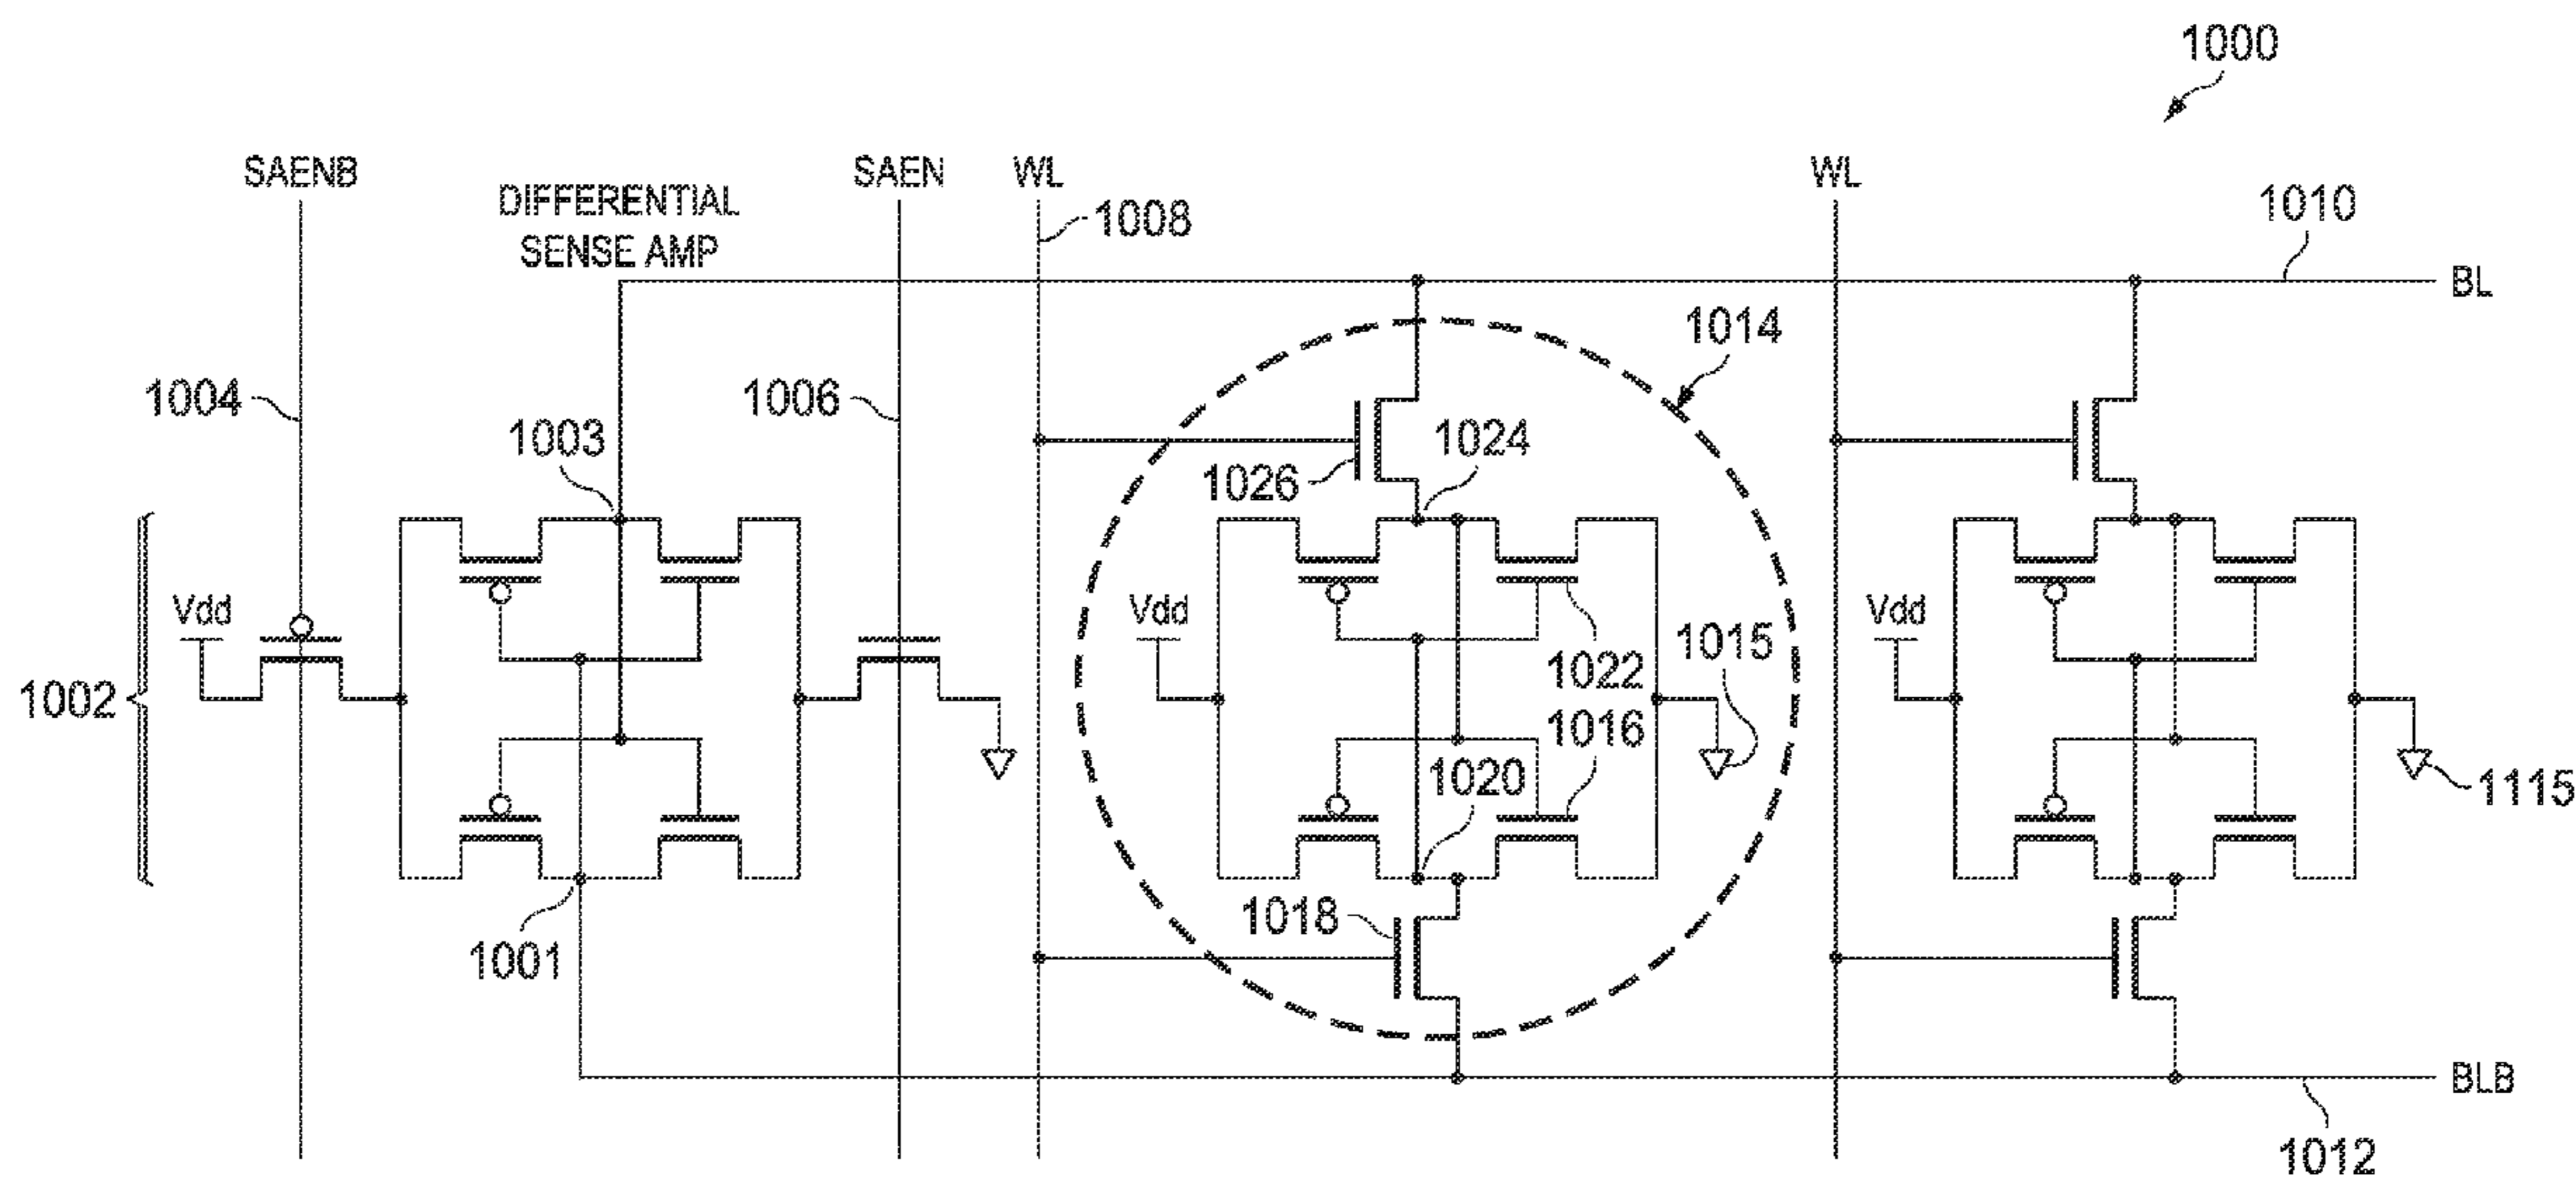 1000
SAENB
DIFFERENTIAL
SENSE AMP
SAEN
WL
WL
1008
1010
BL
1014
1004
1006
1003
1024
1026
Vdd
Vdd
Vdd
1015
1022
1002
1016
1020
1115
1018
1001
BLB
1012